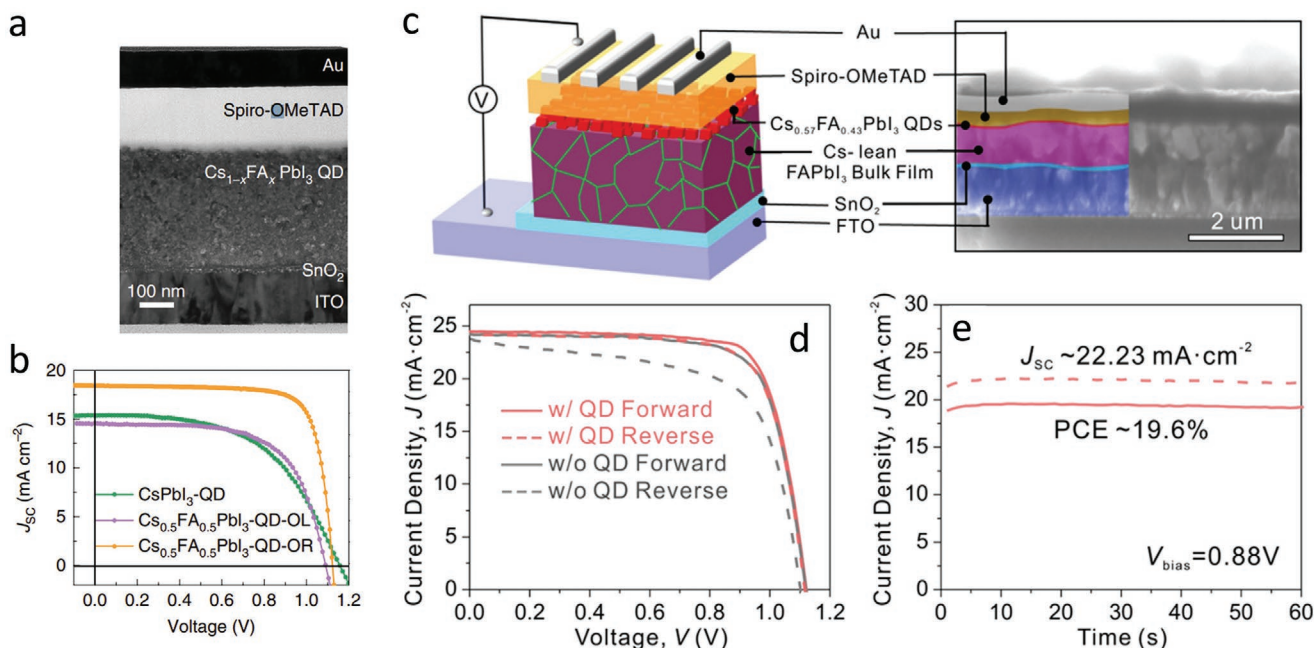 a
Au
Spiro-OMeTAD
Cs₁₋ₓFAₓ PbI₃ QD
SnO₂
ITO
100 nm
b
20
15
10
5
0
J_SC (mA cm⁻²)
CsPbI₃-QD
Cs₀.₅FA₀.₅PbI₃-QD-OL
Cs₀.₅FA₀.₅PbI₃-QD-OR
0.0 0.2 0.4 0.6 0.8 1.0 1.2
Voltage (V)
c
V
Au
Spiro-OMeTAD
Cs₀.₅₇FA₀.₄₃PbI₃ QDs
Cs- lean
FAPbI₃ Bulk Film
SnO₂
FTO
2 um
d
30
25
20
15
10
5
0
Current Density, J (mA·cm⁻²)
w/ QD Forward
w/ QD Reverse
w/o QD Forward
w/o QD Reverse
0.0 0.2 0.4 0.6 0.8 1.0 1.2
Voltage, V (V)
e
30
25
20
15
10
5
0
Current Density, J (mA·cm⁻²)
J_SC ~22.23 mA·cm⁻²
PCE ~19.6%
V_bias=0.88V
0 10 20 30 40 50 60
Time (s)